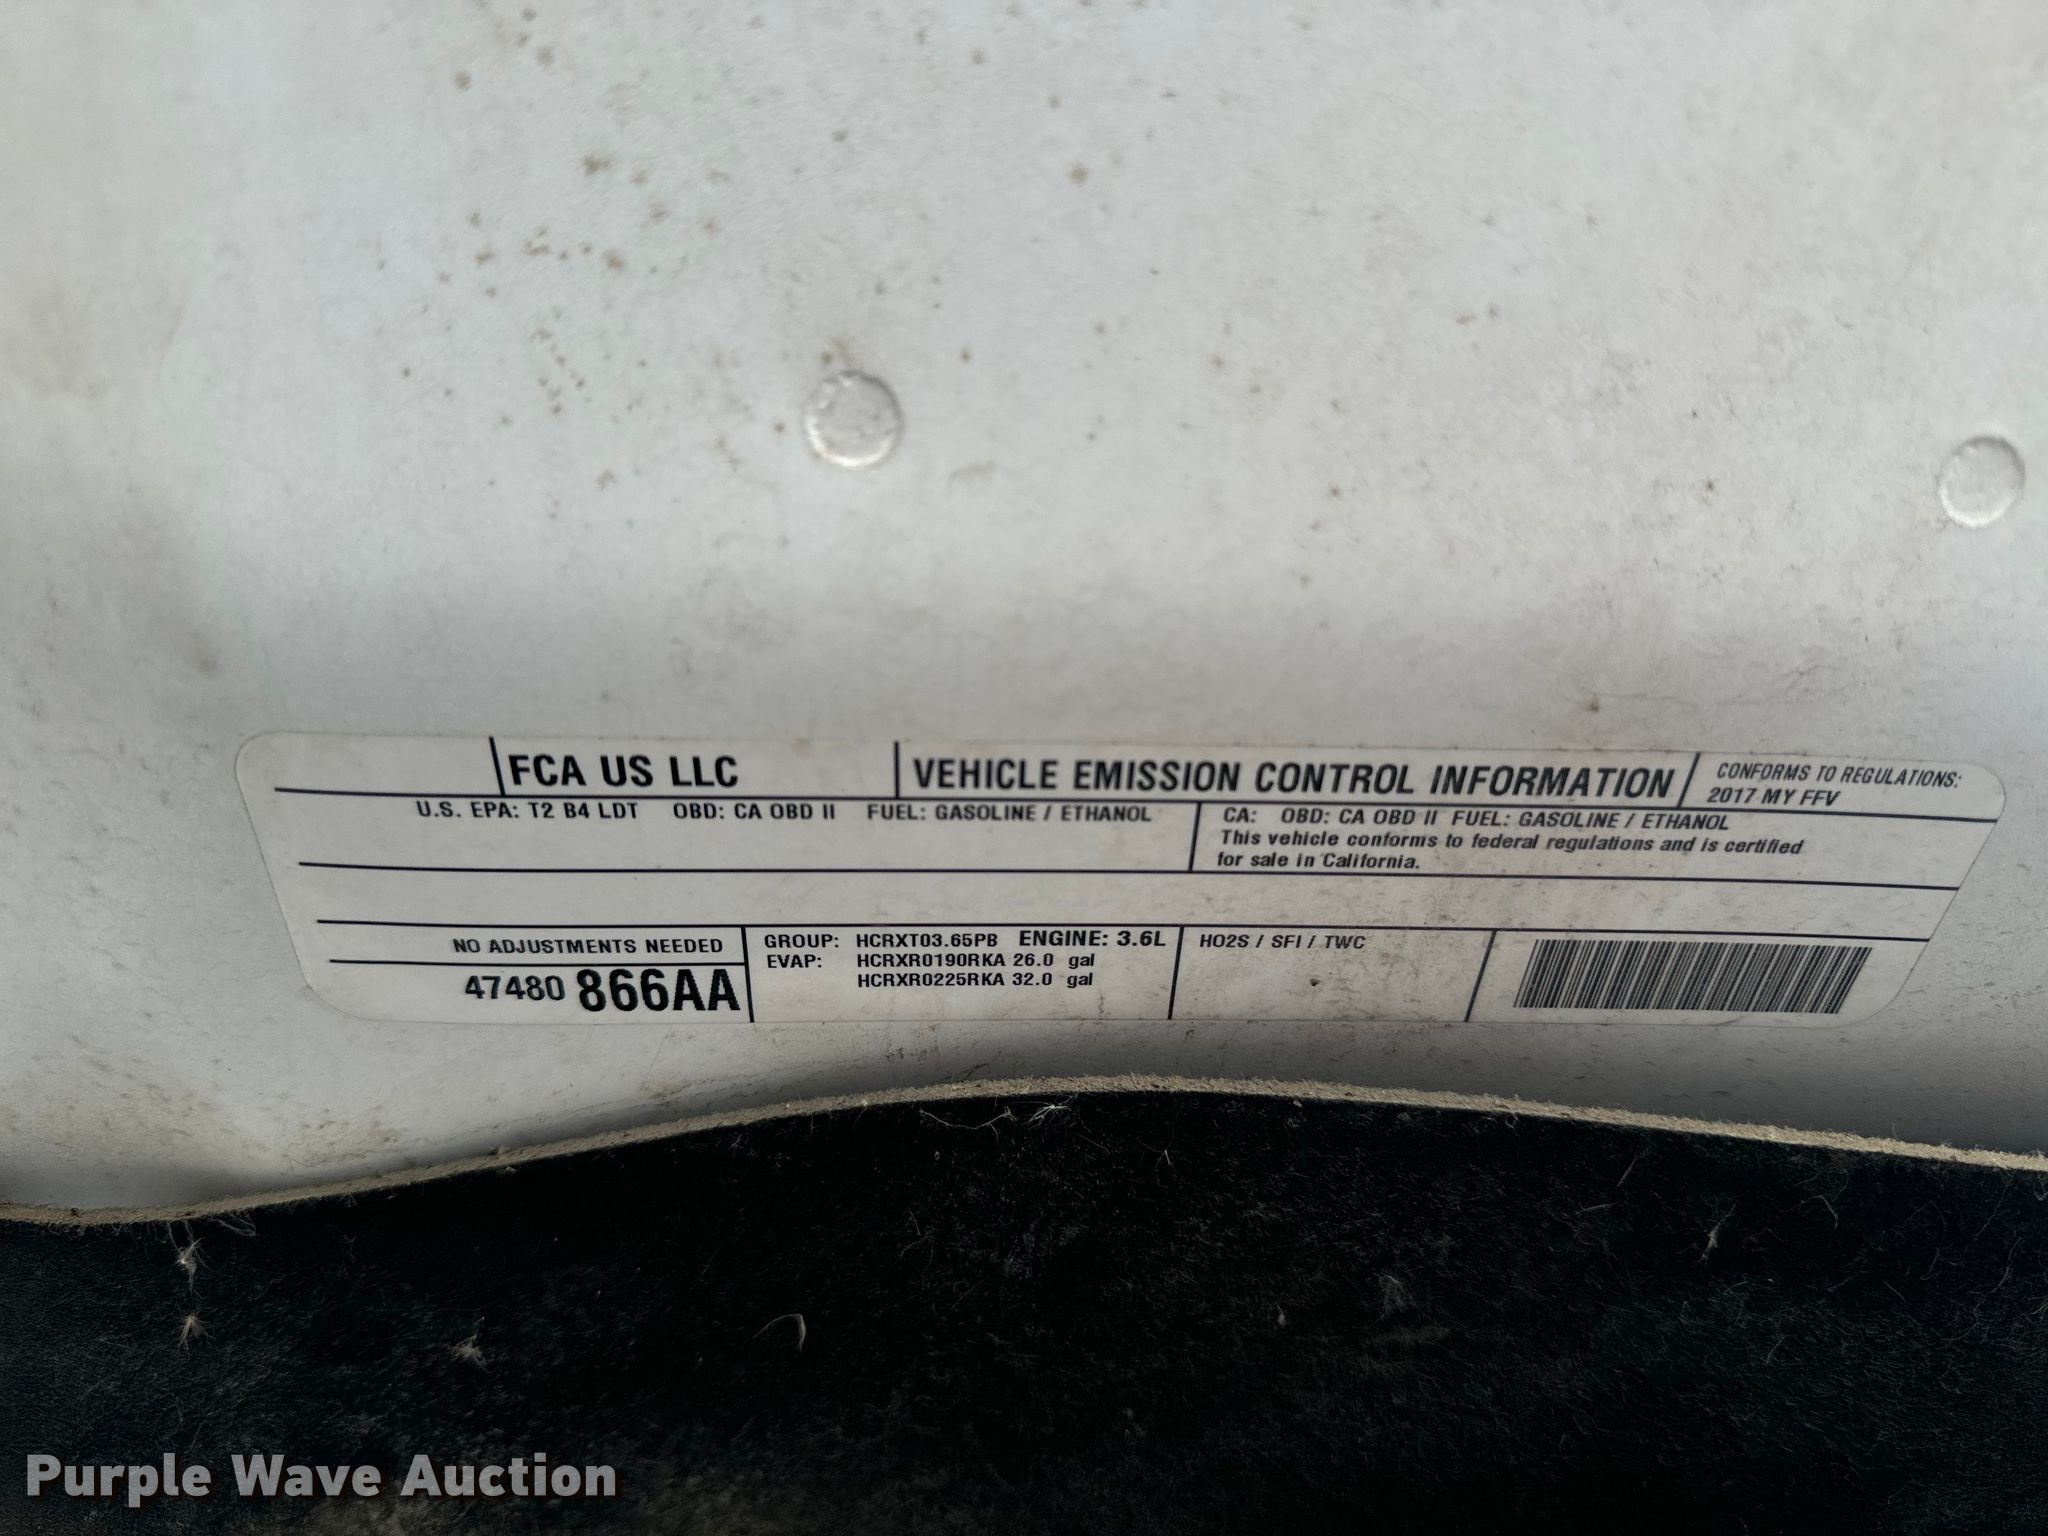 FCA US LLC
VEHICLE EMISSION CONTROL INFORMATION
CONFORMS TO REGULATIONS:
2017 MY FFV
U.S. EPA: T2 B4 LDT OBD: CA OBD II FUEL: GASOLINE / ETHANOL
CA: OBD: CA OBD II FUEL: GASOLINE / ETHANOL
This vehicle conforms to federal regulations and is certified
for sale in California.
NO ADJUSTMENTS NEEDED
47480 866AA
GROUP: HCRXT03.65PB ENGINE: 3.6L
EVAP: HCRXR0190RKA 26.0 gal
HCRXR0225RKA 32.0 gal
HO2S / SFI / TWC
Purple Wave Auction